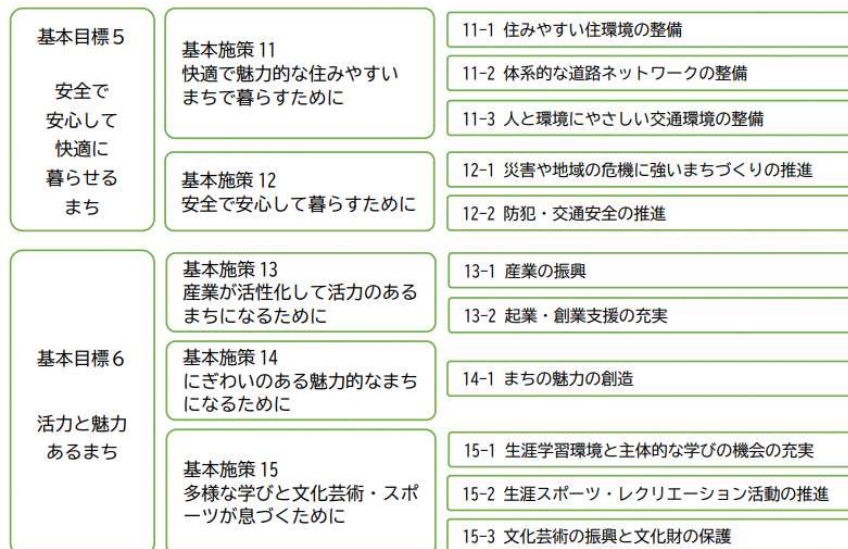 基本目標5
安全で
安心して
快適に
暮らせる
まち
基本施策 11
快適で魅力的な住みやすい
まちで暮らすために
11-1 住みやすい住環境の整備
11-2 体系的な道路ネットワークの整備
11-3 人と環境にやさしい交通環境の整備
基本施策 12
安全で安心して暮らすために
12-1 災害や地域の危機に強いまちづくりの推進
12-2 防犯・交通安全の推進
基本目標6
活力と魅力
あるまち
基本施策 13
産業が活性化して活力のある
まちになるために
13-1 産業の振興
13-2 起業・創業支援の充実
基本施策 14
にぎわいのある魅力的なまち
になるために
14-1 まちの魅力の創造
基本施策 15
多様な学びと文化芸術・スポ
ーツが息づくために
15-1 生涯学習環境と主体的な学びの機会の充実
15-2 生涯スポーツ・レクリエーション活動の推進
15-3 文化芸術の振興と文化財の保護